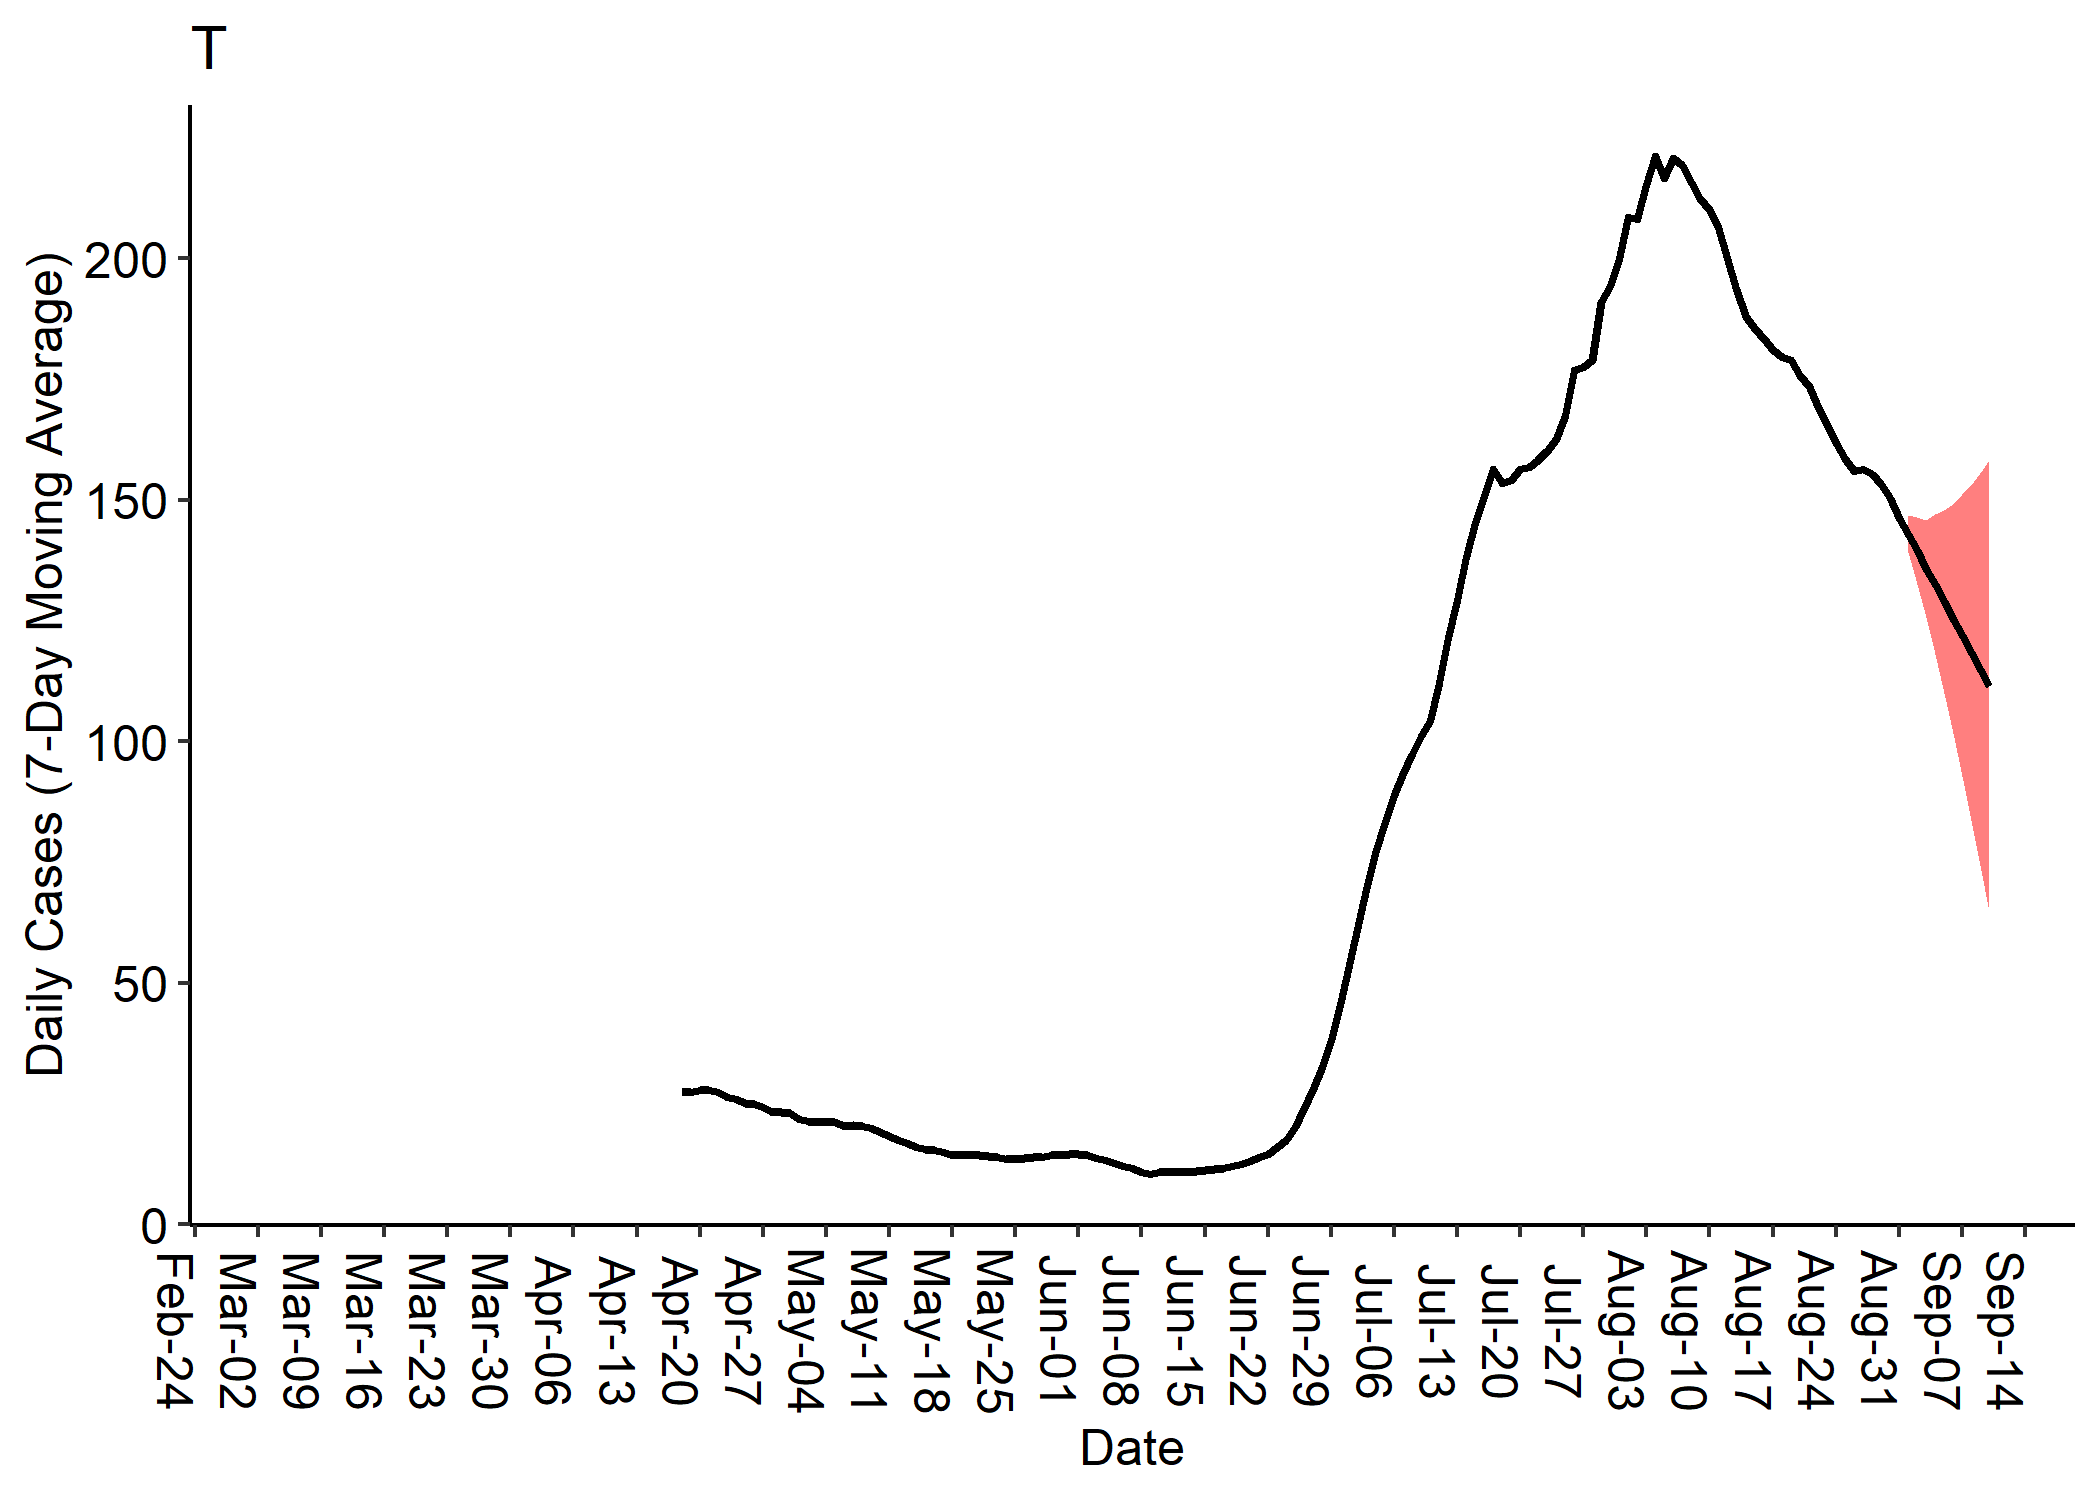 T
Daily Cases (7-Day Moving Average)
200
150
100
50
0
Feb-24
Mar-02
Mar-09
Mar-16
Mar-23
Mar-30
Apr-06
Apr-13
Apr-20
Apr-27
May-04
May-11
May-18
May-25
Jun-01
Jun-08
Jun-15
Jun-22
Jun-29
Jul-06
Jul-13
Jul-20
Jul-27
Aug-03
Aug-10
Aug-17
Aug-24
Aug-31
Sep-07
Sep-14
Date